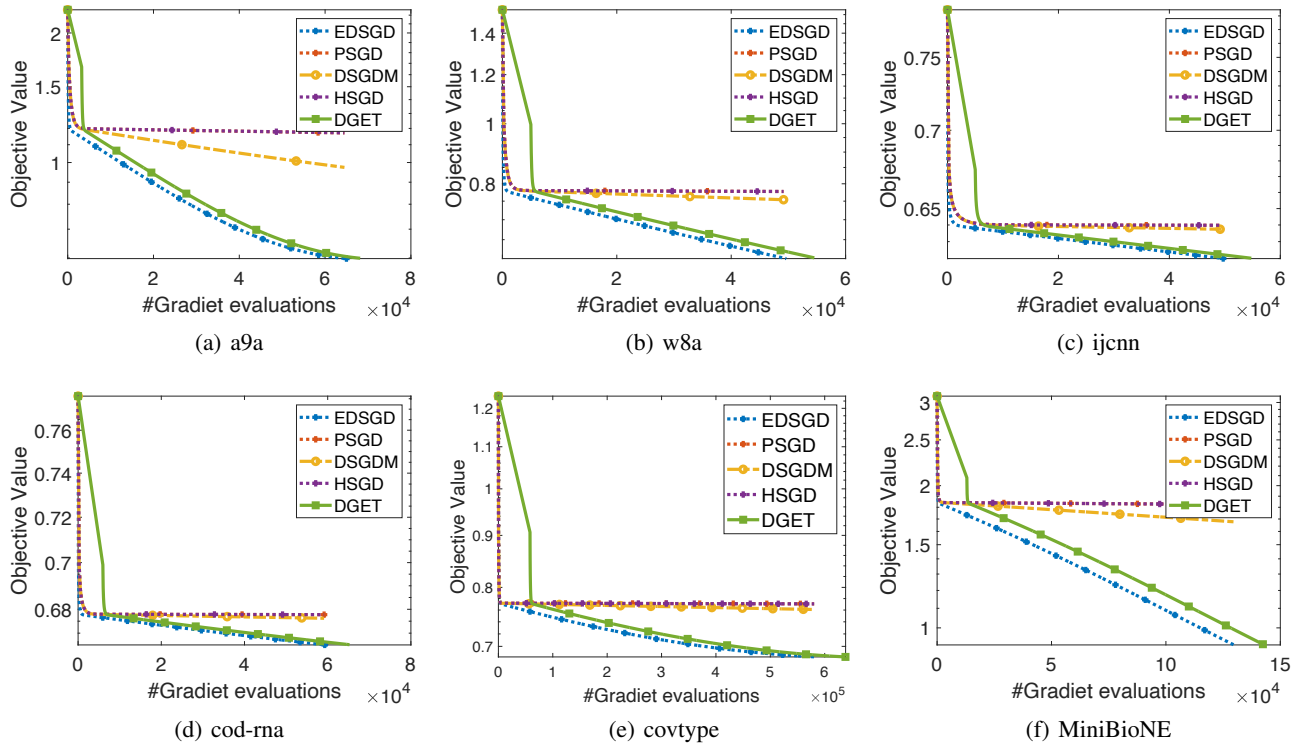 Objective Value
2
1.5
1
EDSGD
PSGD
DSGDM
HSGD
DGET
0 2 4 6 8
×10^4
#Gradiet evaluations
(a) a9a
Objective Value
1.4
1.2
1
0.8
EDSGD
PSGD
DSGDM
HSGD
DGET
0 2 4 6
×10^4
#Gradiet evaluations
(b) w8a
Objective Value
0.75
0.7
0.65
EDSGD
PSGD
DSGDM
HSGD
DGET
0 2 4 6
×10^4
#Gradiet evaluations
(c) ijcnn
Objective Value
0.76
0.74
0.72
0.7
0.68
EDSGD
PSGD
DSGDM
HSGD
DGET
0 2 4 6 8
×10^4
#Gradiet evaluations
(d) cod-rna
Objective Value
1.2
1.1
1
0.9
0.8
0.7
EDSGD
PSGD
DSGDM
HSGD
DGET
0 1 2 3 4 5 6
×10^5
#Gradiet evaluations
(e) covtype
Objective Value
3
2.5
2
1.5
1
EDSGD
PSGD
DSGDM
HSGD
DGET
0 5 10 15
×10^4
#Gradiet evaluations
(f) MiniBioNE